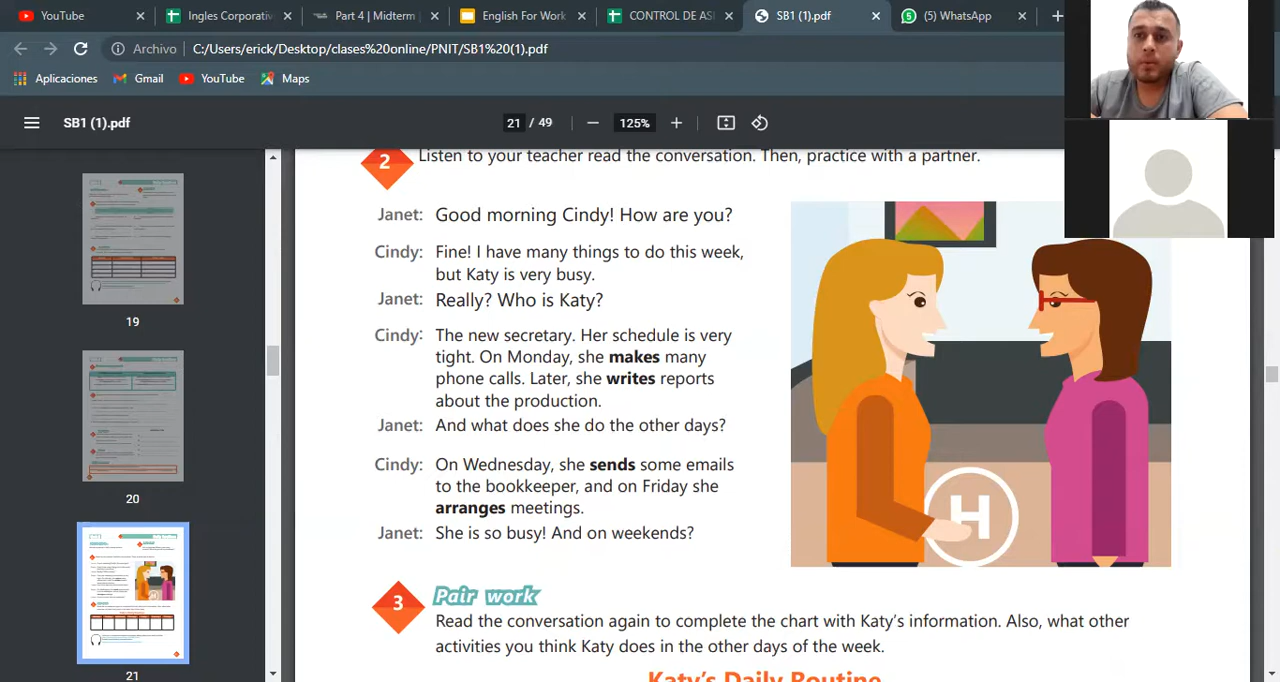 YouTube
Ingles Corporativ
Part 4 | Midterm
English For Work
CONTROL DE ASI
SB1 (1).pdf
(5) WhatsApp
Archivo
C:/Users/erick/Desktop/clases%20online/PNIT/SB1%20(1).pdf
Aplicaciones
Gmail
YouTube
Maps
SB1 (1).pdf
21 / 49
125%
19
20
21
2 Listen to your teacher read the conversation. Then, practice with a partner.
Janet: Good morning Cindy! How are you?
Cindy: Fine! I have many things to do this week,
but Katy is very busy.
Janet: Really? Who is Katy?
Cindy: The new secretary. Her schedule is very
tight. On Monday, she makes many
phone calls. Later, she writes reports
about the production.
Janet: And what does she do the other days?
Cindy: On Wednesday, she sends some emails
to the bookkeeper, and on Friday she
arranges meetings.
Janet: She is so busy! And on weekends?
H
3 Pair work
Read the conversation again to complete the chart with Katy's information. Also, what other
activities you think Katy does in the other days of the week.
Katy's Daily Routine